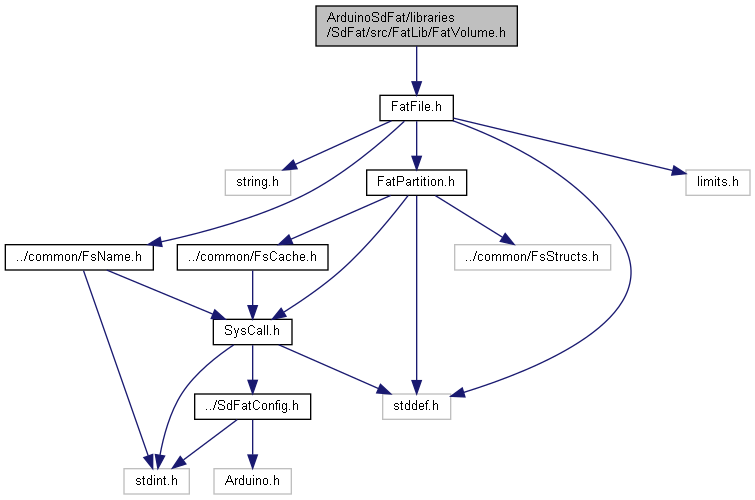 ArduinoSdFat/libraries
/SdFat/src/FatLib/FatVolume.h
FatFile.h
string.h
FatPartition.h
limits.h
../common/FsName.h
../common/FsCache.h
../common/FsStructs.h
SysCall.h
../SdFatConfig.h
stddef.h
stdint.h
Arduino.h